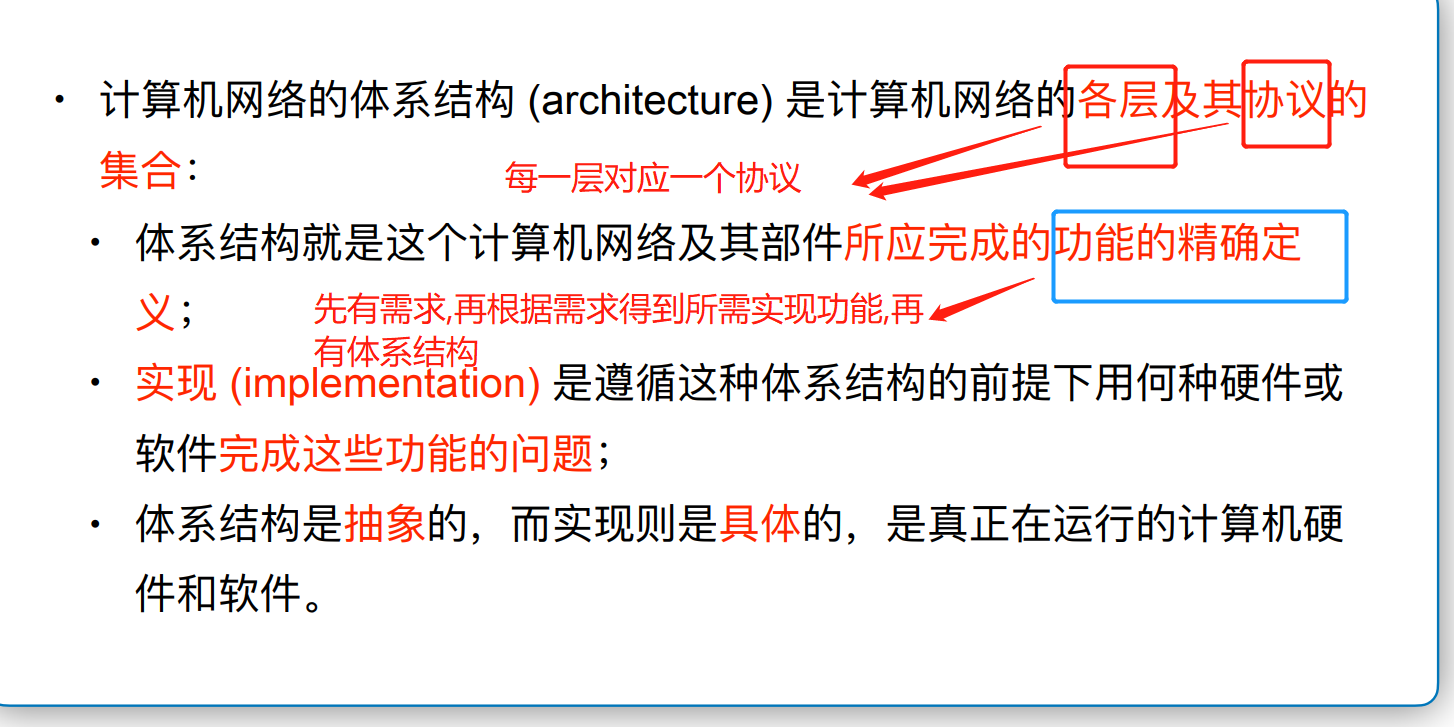 • 计算机网络的体系结构 (architecture) 是计算机网络的各层及其协议的
集合：
每一层对应一个协议
• 体系结构就是这个计算机网络及其部件所应完成的功能的精确定
义；
先有需求,再根据需求得到所需实现功能,再
有体系结构
• 实现 (implementation) 是遵循这种体系结构的前提下用何种硬件或
软件完成这些功能的问题；
• 体系结构是抽象的，而实现则是具体的，是真正在运行的计算机硬
件和软件。